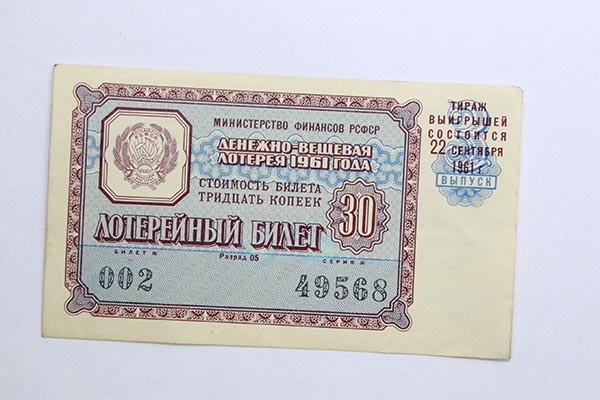 МИНИСТЕРСТВО ФИНАНСОВ РСФСР
ДЕНЕЖНО-ВЕЩЕВАЯ
ЛОТЕРЕЯ 1961 ГОДА
СТОИМОСТЬ БИЛЕТА
ТРИДЦАТЬ КОПЕЕК
30
ЛОТЕРЕЙНЫЙ БИЛЕТ
БИЛЕТ №
Разряд 05
СЕРИЯ №
002
49568
ТИРАЖ
ВЫИГРЫШЕЙ
СОСТОИТСЯ
22 СЕНТЯБРЯ
1961 г
ВЫПУСК